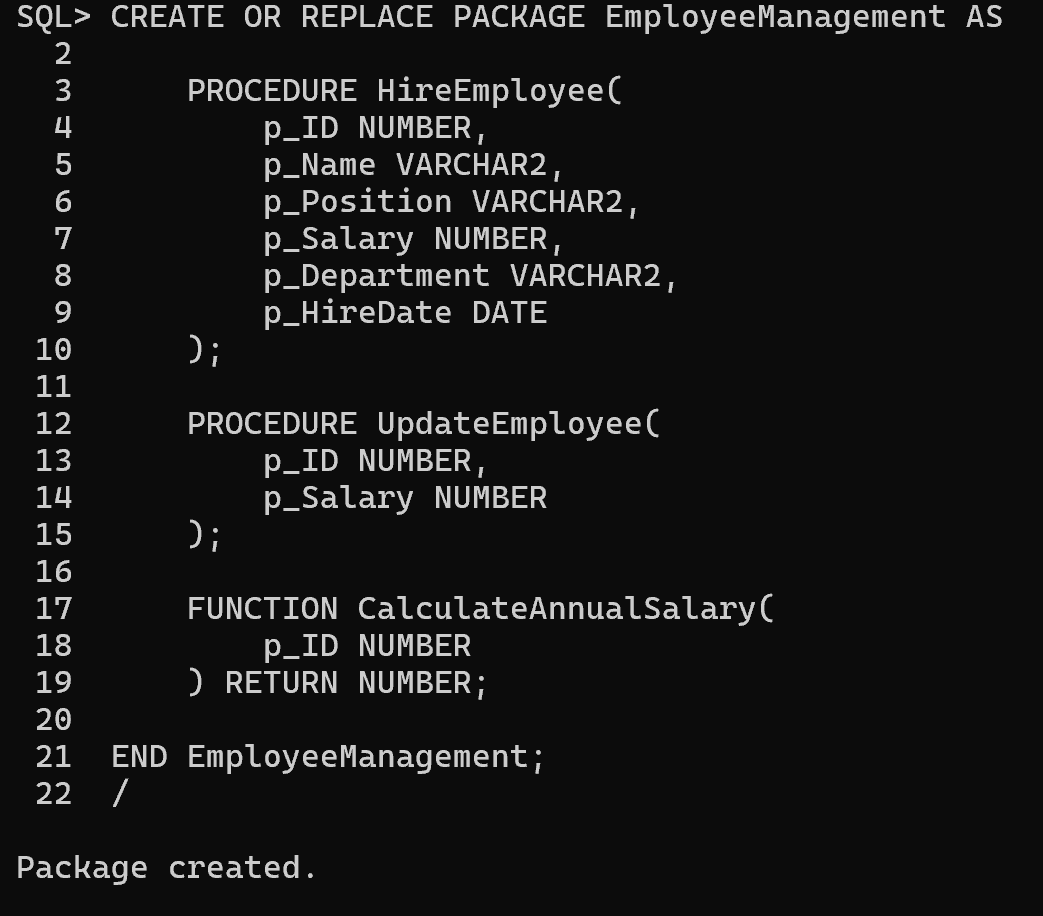 SQL> CREATE OR REPLACE PACKAGE EmployeeManagement AS
  2
  3      PROCEDURE HireEmployee(
  4          p_ID NUMBER,
  5          p_Name VARCHAR2,
  6          p_Position VARCHAR2,
  7          p_Salary NUMBER,
  8          p_Department VARCHAR2,
  9          p_HireDate DATE
 10      );
 11
 12      PROCEDURE UpdateEmployee(
 13          p_ID NUMBER,
 14          p_Salary NUMBER
 15      );
 16
 17      FUNCTION CalculateAnnualSalary(
 18          p_ID NUMBER
 19      ) RETURN NUMBER;
 20
 21  END EmployeeManagement;
 22  /

Package created.